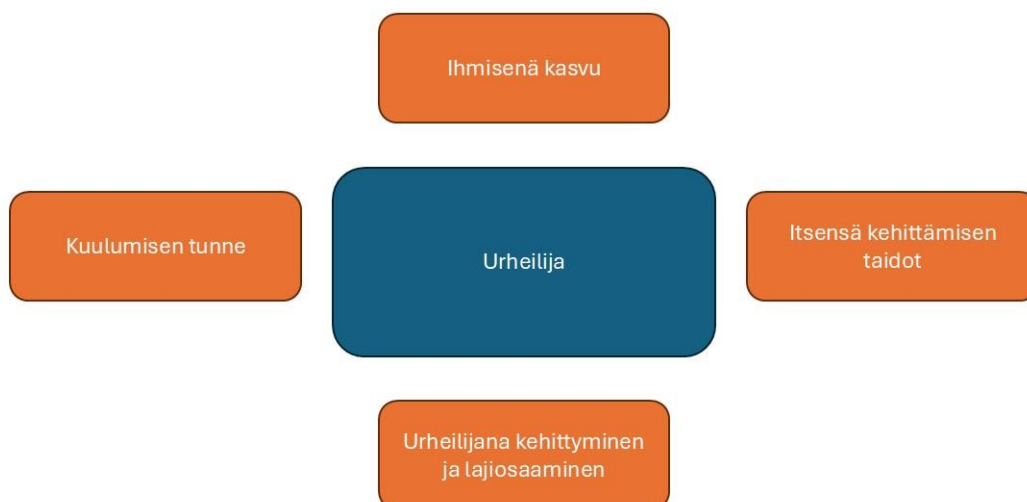 Ihmisenä kasvu
Kuulumisen tunne
Urheilija
Itsensä kehittämisen
taidot
Urheilijana kehittyminen
ja lajiosaaminen